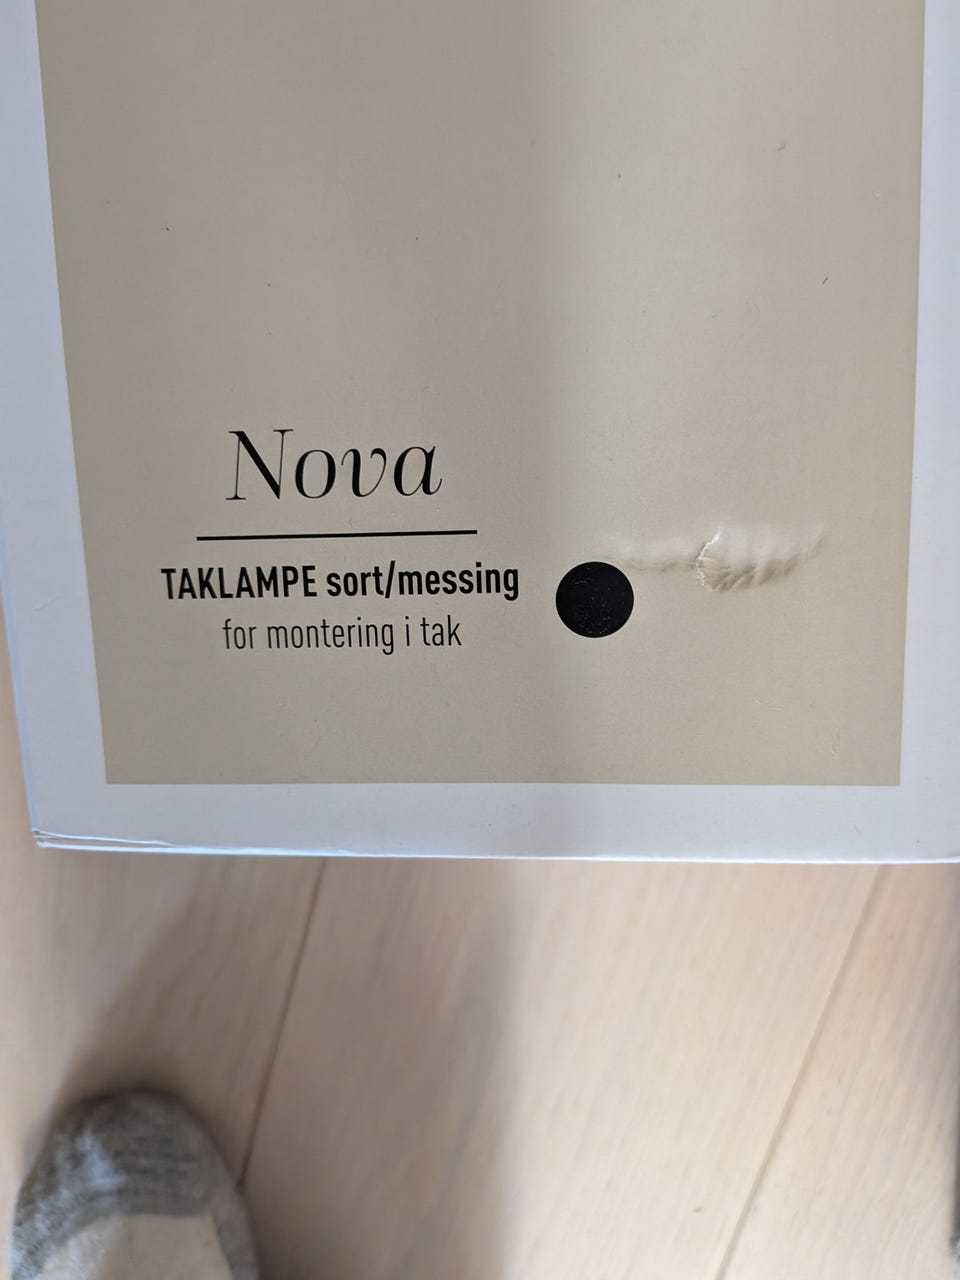 Nova
TAKLAMPE sort/messing
for montering i tak